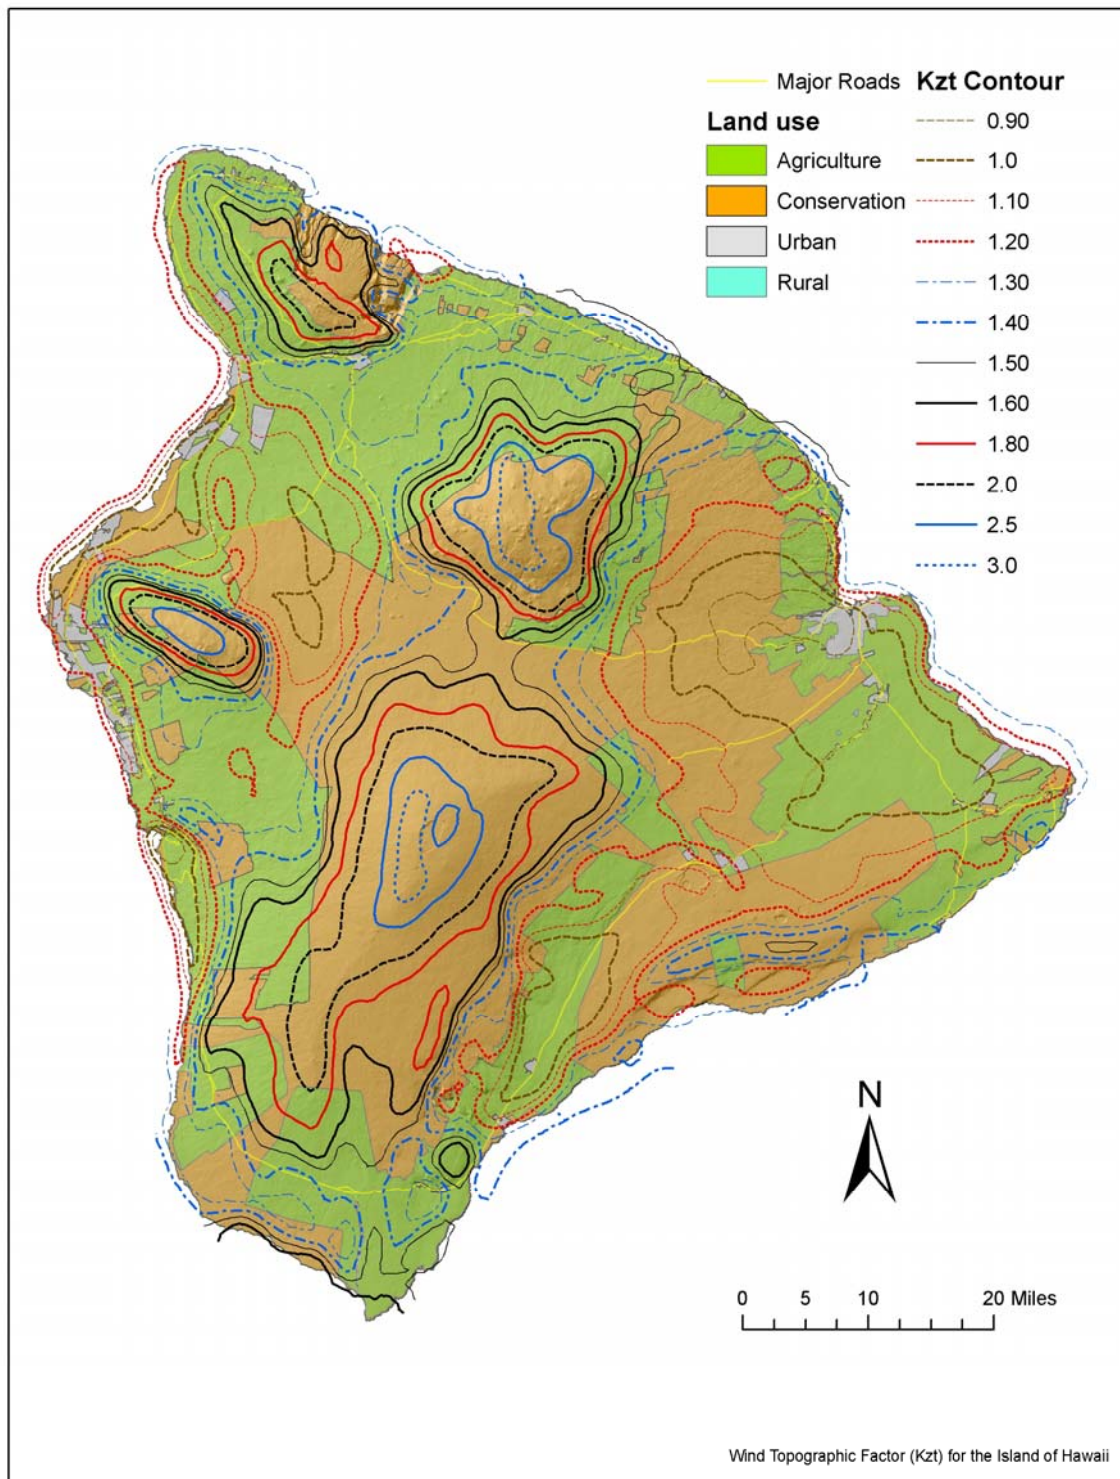 Major Roads
Land use
Agriculture
Conservation
Urban
Rural
Kzt Contour
0.90
1.0
1.10
1.20
1.30
1.40
1.50
1.60
1.80
2.0
2.5
3.0
N
0 5 10 20 Miles
Wind Topographic Factor (Kzt) for the Island of Hawaii